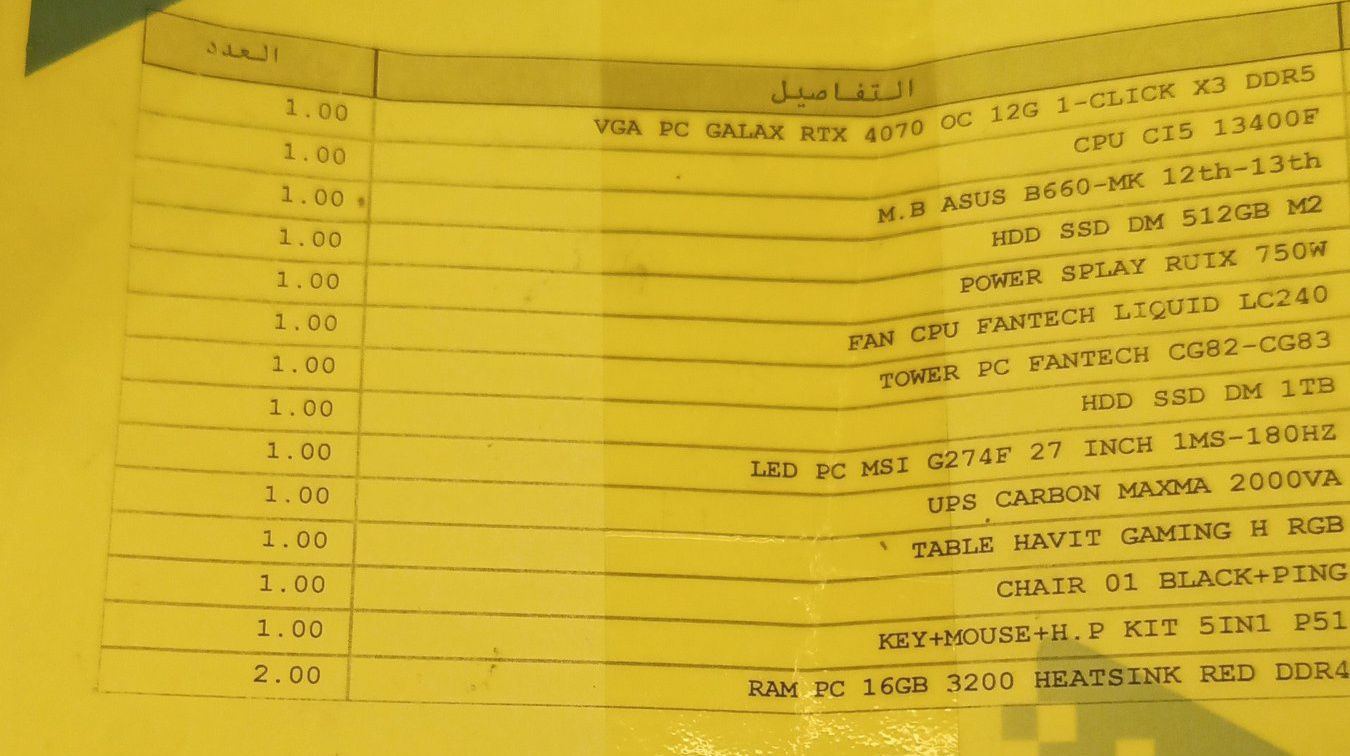 التفاصيل العدد
VGA PC GALAX RTX 4070 OC 12G 1-CLICK X3 DDR5 1.00
CPU CI5 13400F 1.00
M.B ASUS B660-MK 12th-13th 1.00
HDD SSD DM 512GB M2 1.00
POWER SPLAY RUIX 750W 1.00
FAN CPU FANTECH LIQUID LC240 1.00
TOWER PC FANTECH CG82-CG83 1.00
HDD SSD DM 1TB 1.00
LED PC MSI G274F 27 INCH 1MS-180HZ 1.00
UPS CARBON MAXMA 2000VA 1.00
TABLE HAVIT GAMING H RGB 1.00
CHAIR 01 BLACK+PING 1.00
KEY+MOUSE+H.P KIT 5IN1 P51 1.00
RAM PC 16GB 3200 HEATSINK RED DDR4 2.00